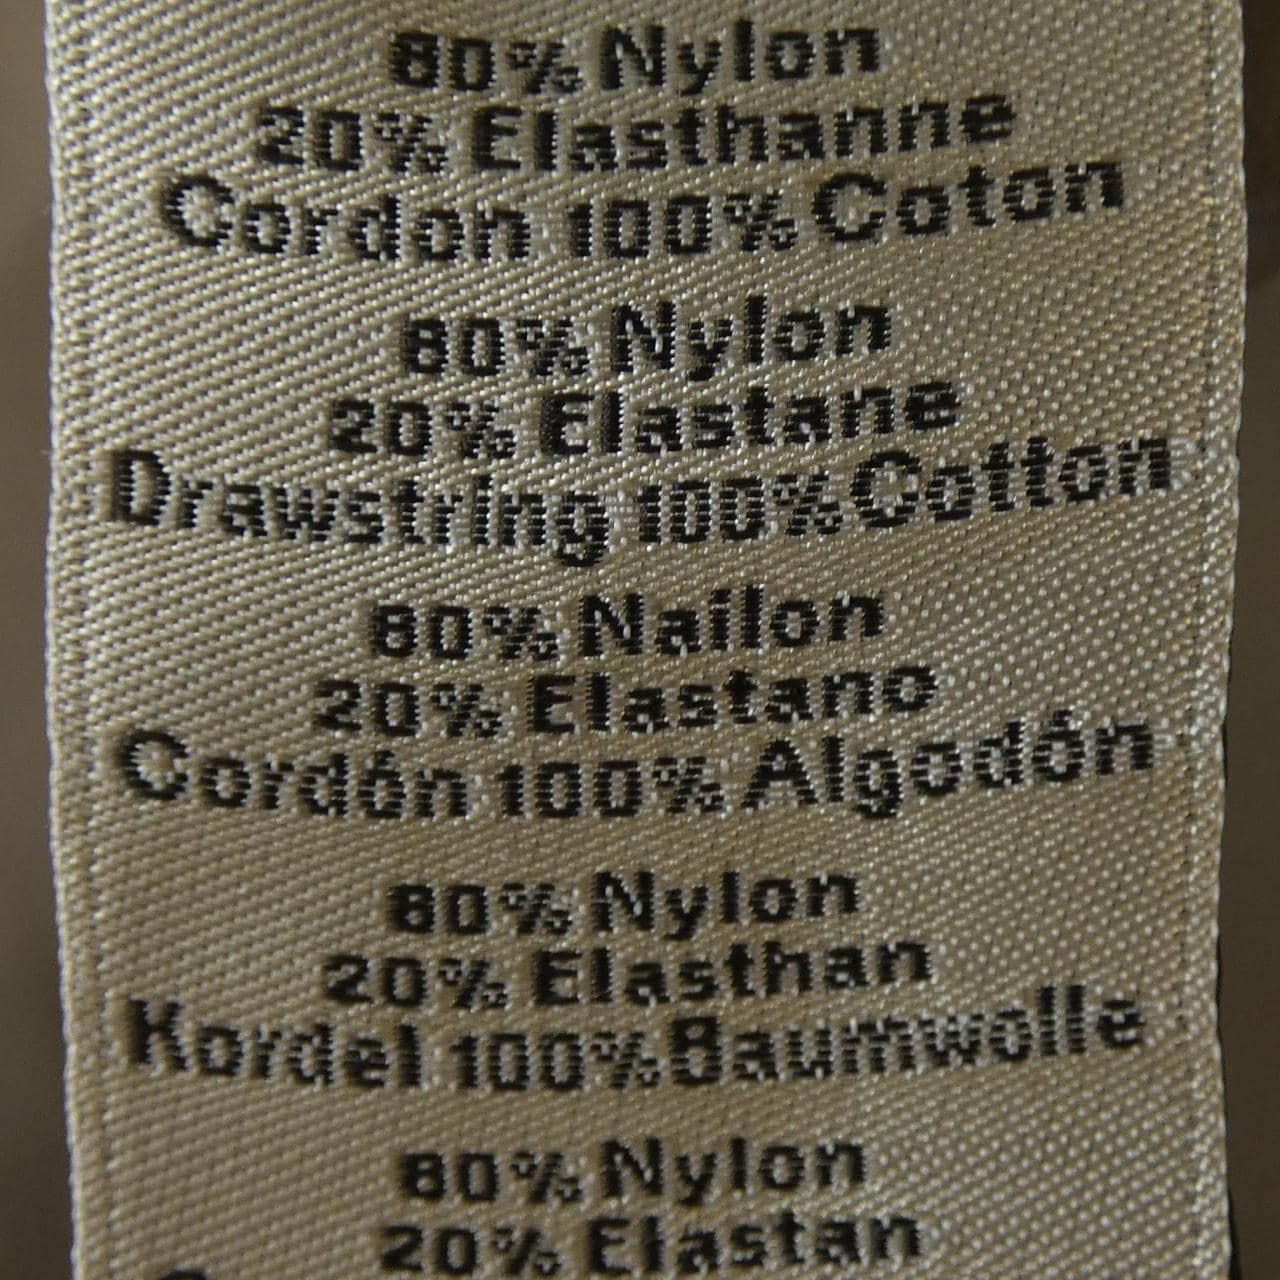 80% Nylon
20% Elasthanne
Cordon 100% Coton
80% Nylon
20% Elastane
Drawstring 100% Cotton
80% Nailon
20% Elastano
Cordón 100% Algodón
80% Nylon
20% Elasthan
Kordel 100% Baumwolle
80% Nylon
20% Elastan